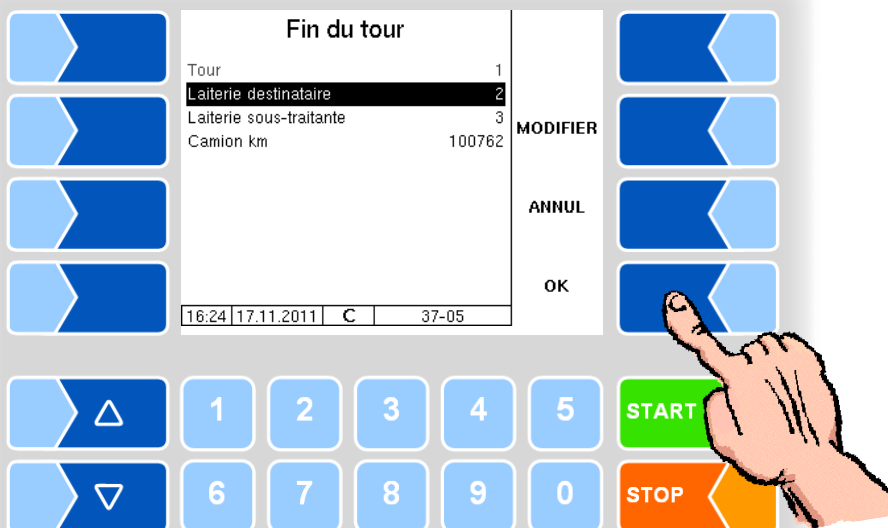 Fin du tour
Tour 1
Laiterie destinataire 2
Laiterie sous-traitante 3
Camion km 100762
MODIFIER
ANNUL
OK
16:24 17.11.2011 C 37-05
1 2 3 4 5 START
6 7 8 9 0 STOP